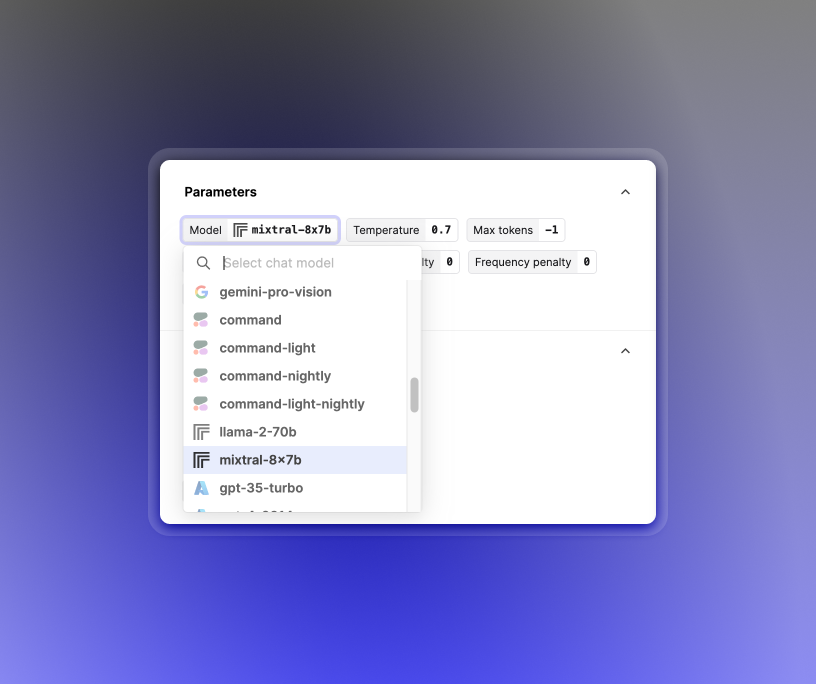 Parameters
Model mixtral-8x7b Temperature 0.7 Max tokens -1
lty 0 Frequency penalty 0
Select chat model
gemini-pro-vision
command
command-light
command-nightly
command-light-nightly
llama-2-70b
mixtral-8x7b
gpt-35-turbo